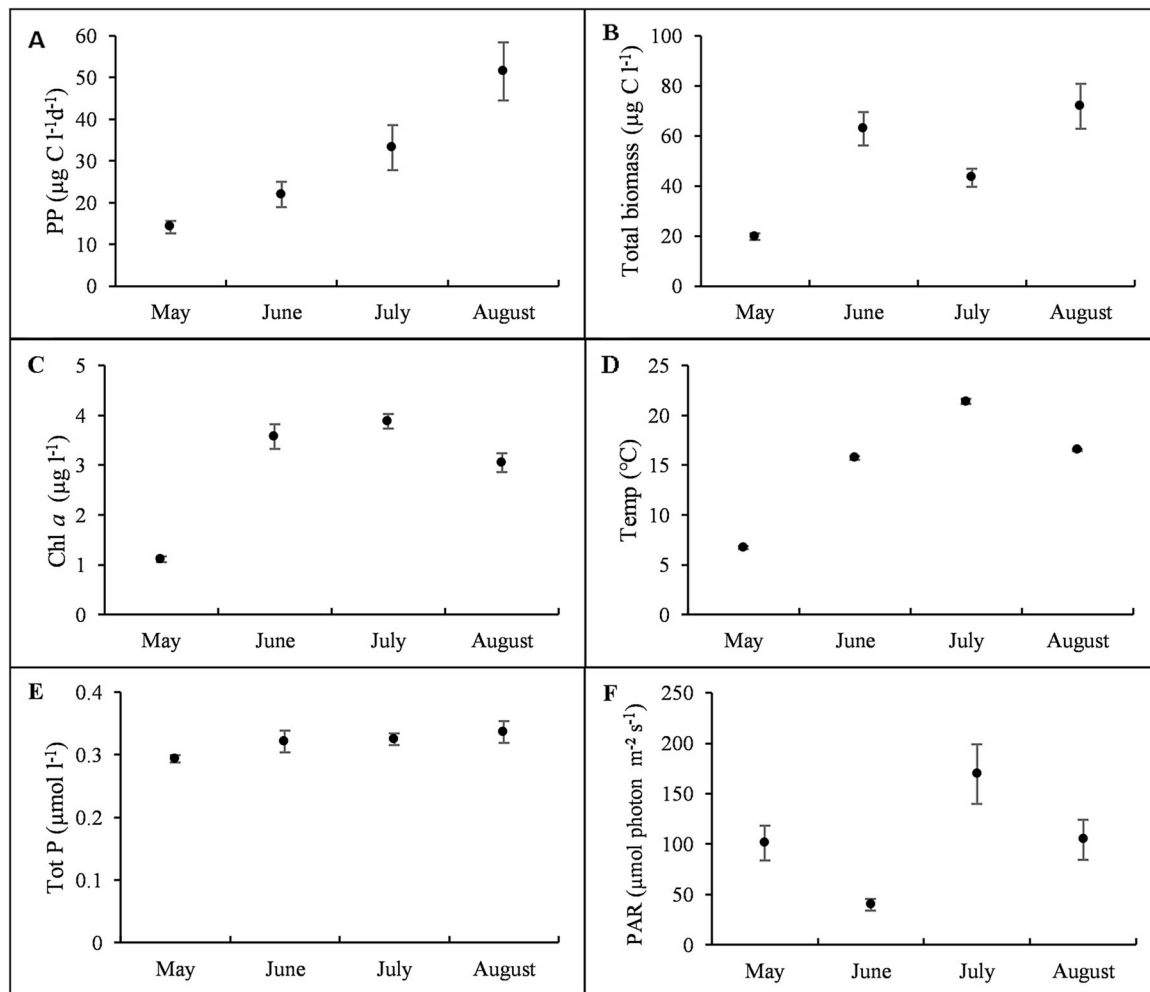 A
PP (µg C l⁻¹d⁻¹)
60
50
40
30
20
10
0
May June July August
B
Total biomass (µg C l⁻¹)
100
80
60
40
20
0
May June July August
C
Chl a (µg l⁻¹)
5
4
3
2
1
0
May June July August
D
Temp (°C)
25
20
15
10
5
0
May June July August
E
Tot P (µmol l⁻¹)
0.4
0.3
0.2
0.1
0
May June July August
F
PAR (µmol photon m⁻² s⁻¹)
250
200
150
100
50
0
May June July August